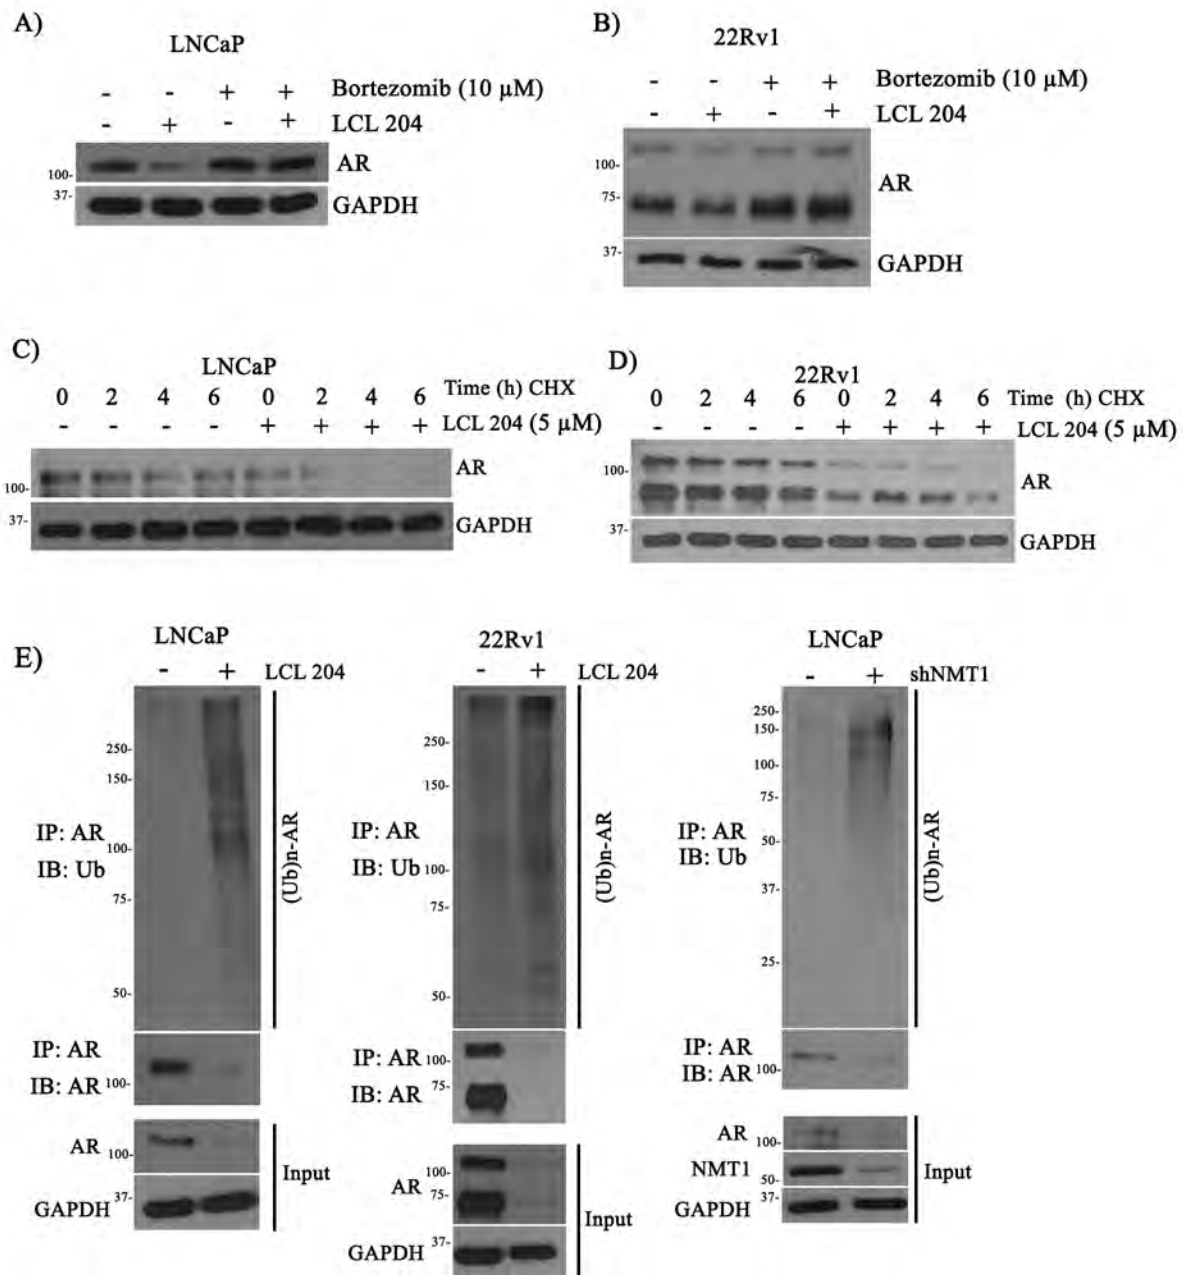 A)
LNCaP
- - + + Bortezomib (10 µM)
- + - + LCL 204
100- AR
37- GAPDH
B)
22Rv1
- - + + Bortezomib (10 µM)
- + - + LCL 204
100-
75- AR
37- GAPDH
C)
LNCaP
0 2 4 6 0 2 4 6 Time (h) CHX
- - - - + + + + LCL 204 (5 µM)
100- AR
37- GAPDH
D)
22Rv1
0 2 4 6 0 2 4 6 Time (h) CHX
- - - - + + + + LCL 204 (5 µM)
100- AR
37- GAPDH
E)
LNCaP
- + LCL 204
250-
150-
100-
75-
50-
IP: AR
IB: Ub
(Ub)n-AR
IP: AR
IB: AR
100-
AR
100-
GAPDH
37-
Input
22Rv1
- + LCL 204
250-
150-
100-
75-
50-
IP: AR
IB: Ub
(Ub)n-AR
IP: AR
IB: AR
100-
75-
AR
100-
75-
GAPDH
37-
Input
LNCaP
- + shNMT1
250-
150-
100-
75-
50-
37-
25-
IP: AR
IB: Ub
(Ub)n-AR
IP: AR
IB: AR
100-
AR
100-
NMT1
50-
GAPDH
37-
Input